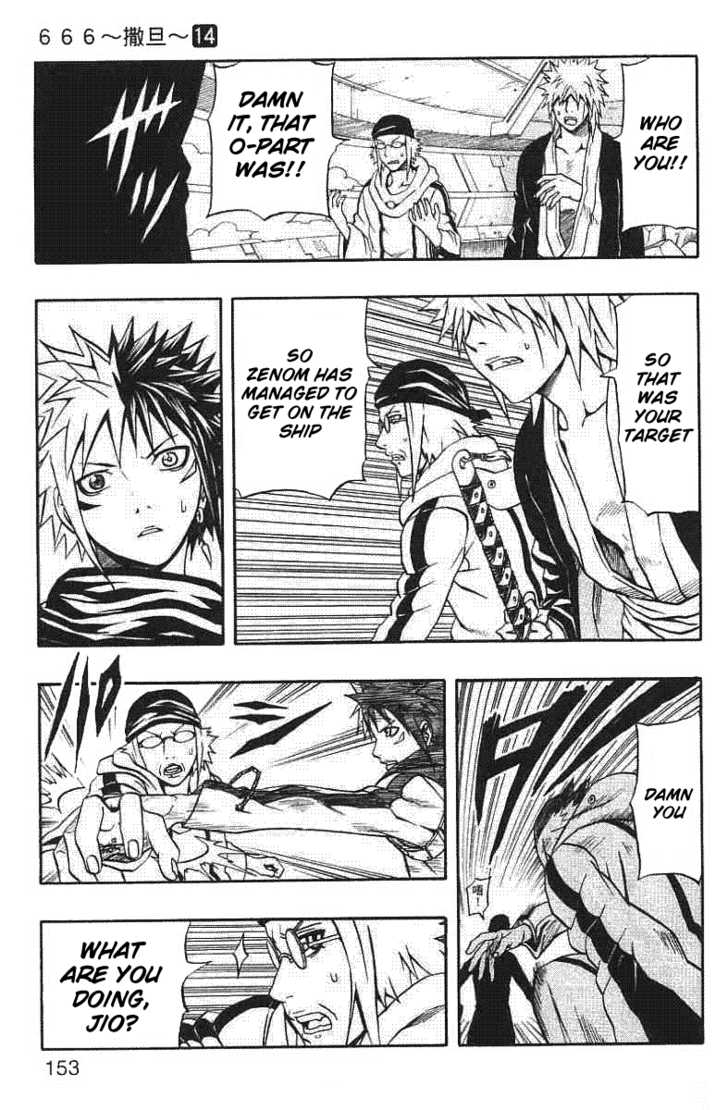 666～撒旦～14
WHO
ARE
YOU!!
DAMN
IT, THAT
O-PART
WAS!!
SO
THAT
WAS
YOUR
TARGET
SO
ZENOM HAS
MANAGED TO
GET ON THE
SHIP
DAMN
YOU
WHAT
ARE YOU
DOING,
JIO?
153